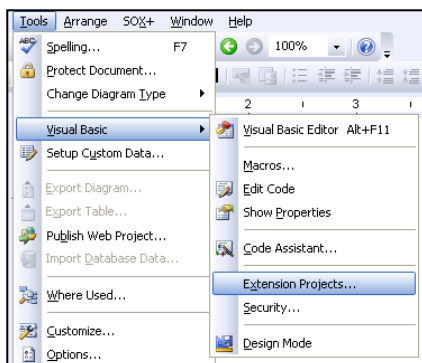 Tools Arrange SOX+ Window Help
Spelling... F7
100%
Protect Document...
Change Diagram Type
2 3
Visual Basic
Visual Basic Editor Alt+F11
Setup Custom Data...
Macros...
Export Diagram...
Edit Code
Export Table...
Show Properties
Publish Web Project...
Code Assistant...
Import Database Data...
Extension Projects...
Where Used...
Security...
Customize...
Design Mode
Options...